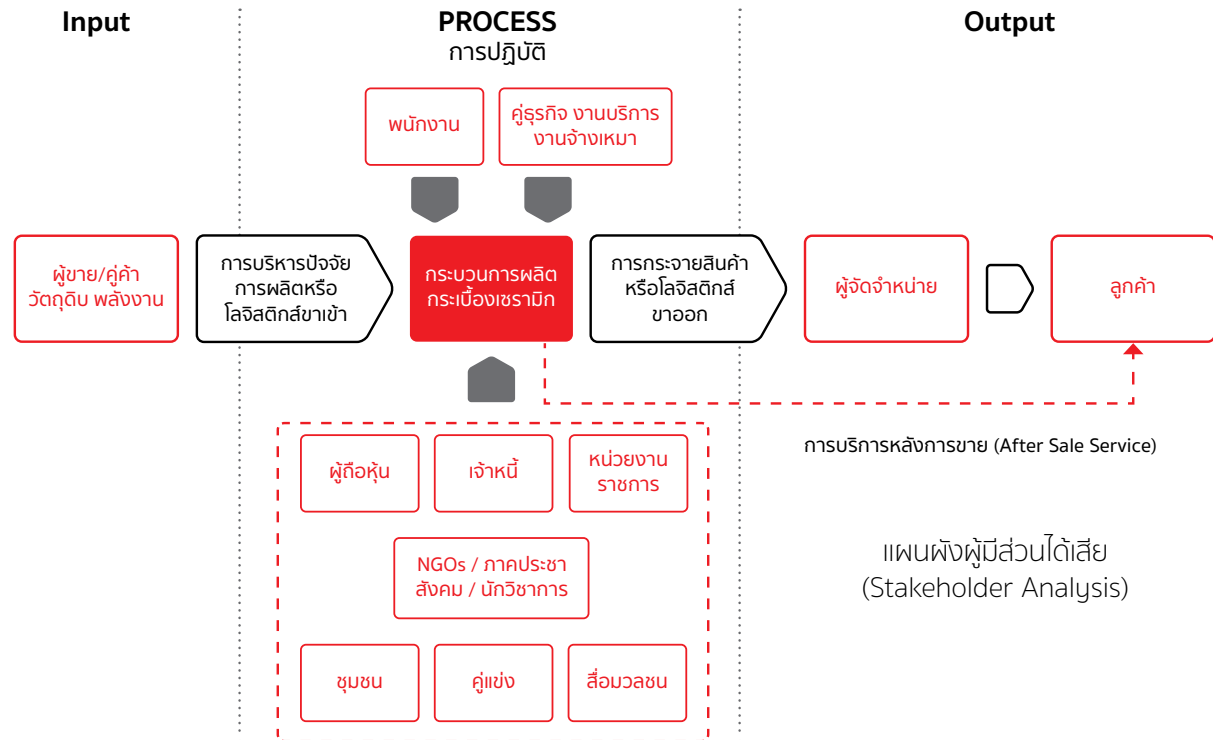 Input
PROCESS
การปฏิบัติ
Output
พนักงาน
คู่ธุรกิจ งานบริการ
งานจ้างเหมา
ผู้ขาย/คู่ค้า
วัตถุดิบ พลังงาน
การบริหารปัจจัย
การผลิตหรือ
โลจิสติกส์ขาเข้า
กระบวนการผลิต
กระเบื้องเซรามิก
การกระจายสินค้า
หรือโลจิสติกส์
ขาออก
ผู้จัดจำหน่าย
ลูกค้า
การบริการหลังการขาย (After Sale Service)
ผู้ถือหุ้น
เจ้าหนี้
หน่วยงาน
ราชการ
NGOs / ภาคประชา
สังคม / นักวิชาการ
ชุมชน
คู่แข่ง
สื่อมวลชน
แผนผังผู้มีส่วนได้เสีย
(Stakeholder Analysis)